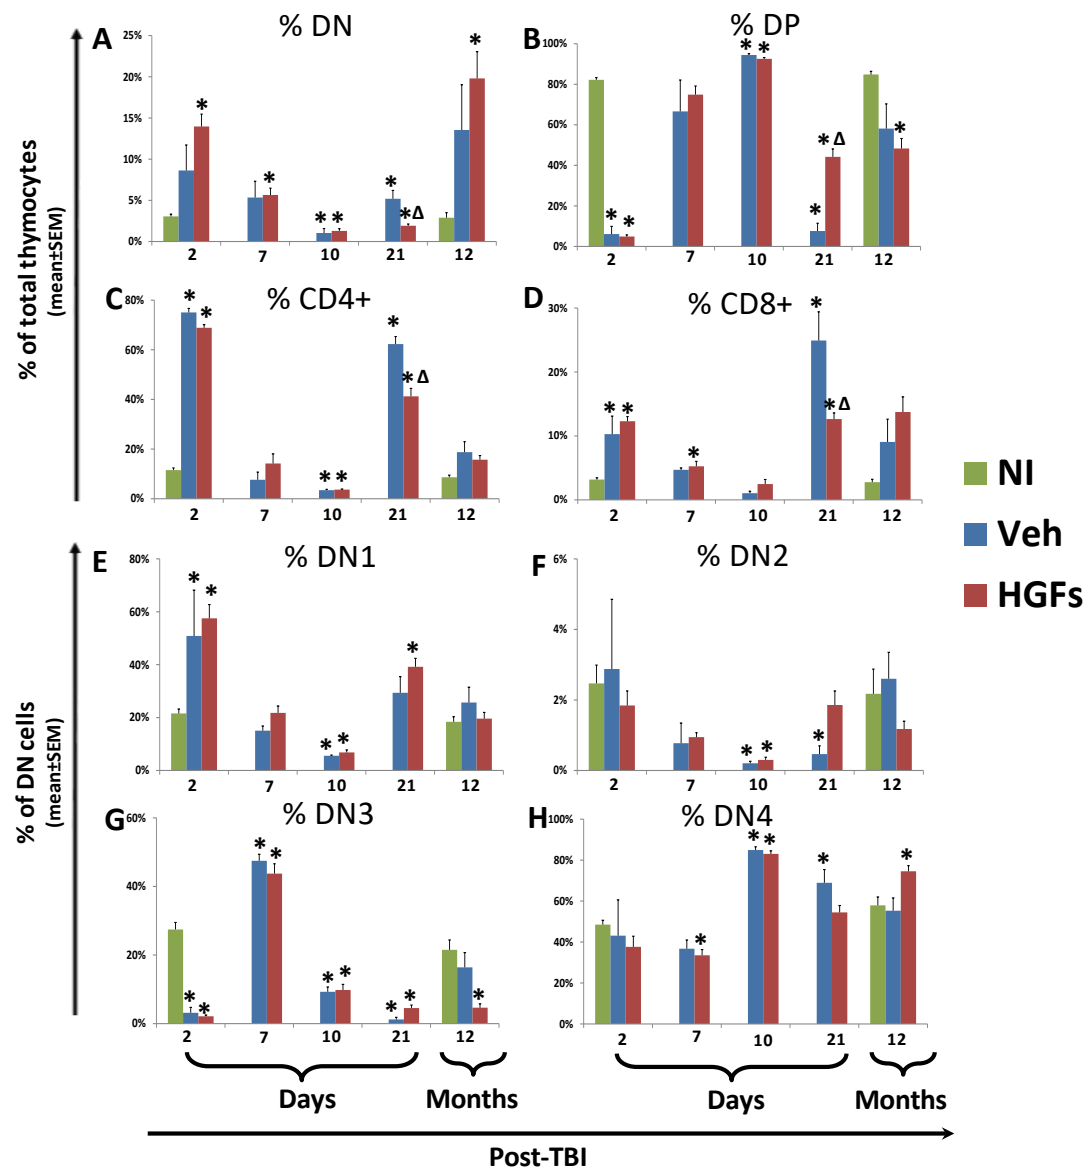 % of total thymocytes
(mean±SEM)
A
% DN
25%
20%
15%
10%
5%
0%
* * * * * *Δ *
2 7 10 21 12
B
% DP
100%
80%
60%
40%
20%
0%
* * * * * *Δ *
2 7 10 21 12
C
% CD4+
80%
60%
40%
20%
0%
* * * * * *Δ
2 7 10 21 12
D
% CD8+
30%
20%
10%
0%
* * * * *Δ
2 7 10 21 12
NI
Veh
HGFs
% of DN cells
(mean±SEM)
E
% DN1
80%
60%
40%
20%
0%
* * * * *
2 7 10 21 12
F
% DN2
6%
4%
2%
0%
* * *
2 7 10 21 12
G
% DN3
60%
40%
20%
0%
* * * * * * * * *
2 7 10 21 12
H
% DN4
100%
80%
60%
40%
20%
0%
* * * * *
2 7 10 21 12
Days Months
Days Months
Post-TBI